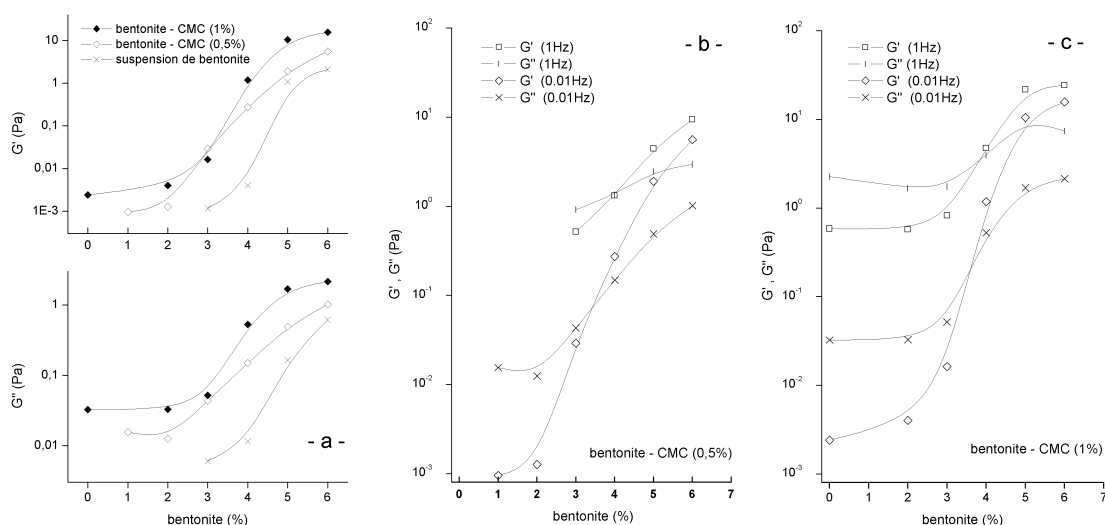 bentonite - CMC (1%)
bentonite - CMC (0,5%)
suspension de bentonite
G' (Pa)
10
1
0,1
0,01
1E-3
0 1 2 3 4 5 6
G" (Pa)
1
0,1
0,01
- a -
0 1 2 3 4 5 6
bentonite (%)
- b -
G' (1Hz)
G" (1Hz)
G' (0.01Hz)
G" (0.01Hz)
G' , G" (Pa)
10²
10¹
10⁰
10⁻¹
10⁻²
10⁻³
bentonite - CMC (0,5%)
0 1 2 3 4 5 6 7
bentonite (%)
- c -
G' (1Hz)
G" (1Hz)
G' (0.01Hz)
G" (0.01Hz)
G' , G" (Pa)
10²
10¹
10⁰
10⁻¹
10⁻²
10⁻³
bentonite - CMC (1%)
0 1 2 3 4 5 6 7
bentonite (%)